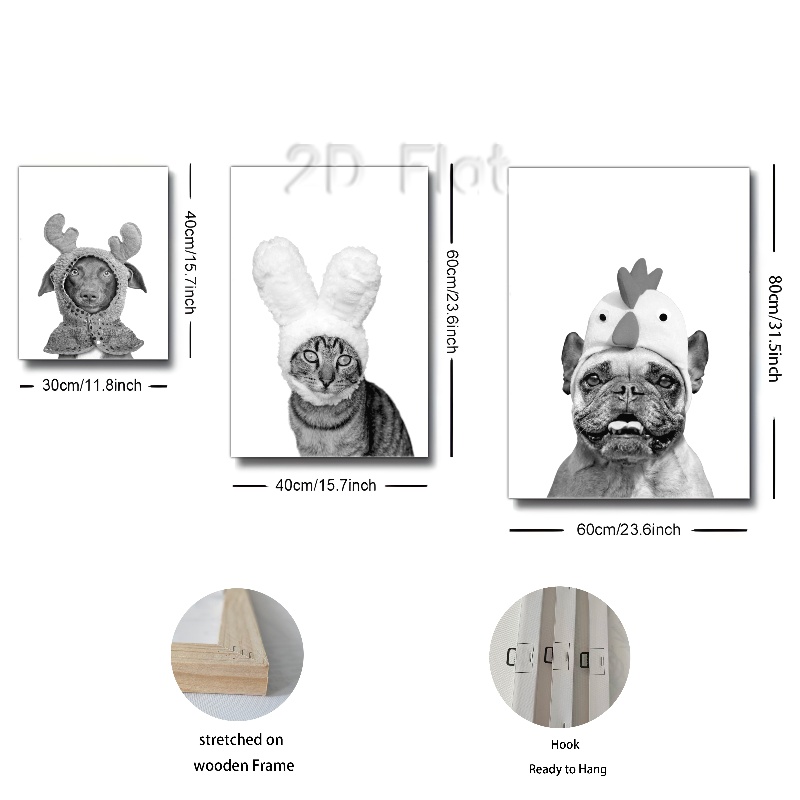 2D Flat
40cm/15.7inch
30cm/11.8inch
60cm/23.6inch
40cm/15.7inch
80cm/31.5inch
60cm/23.6inch
stretched on
wooden Frame
Hook
Ready to Hang